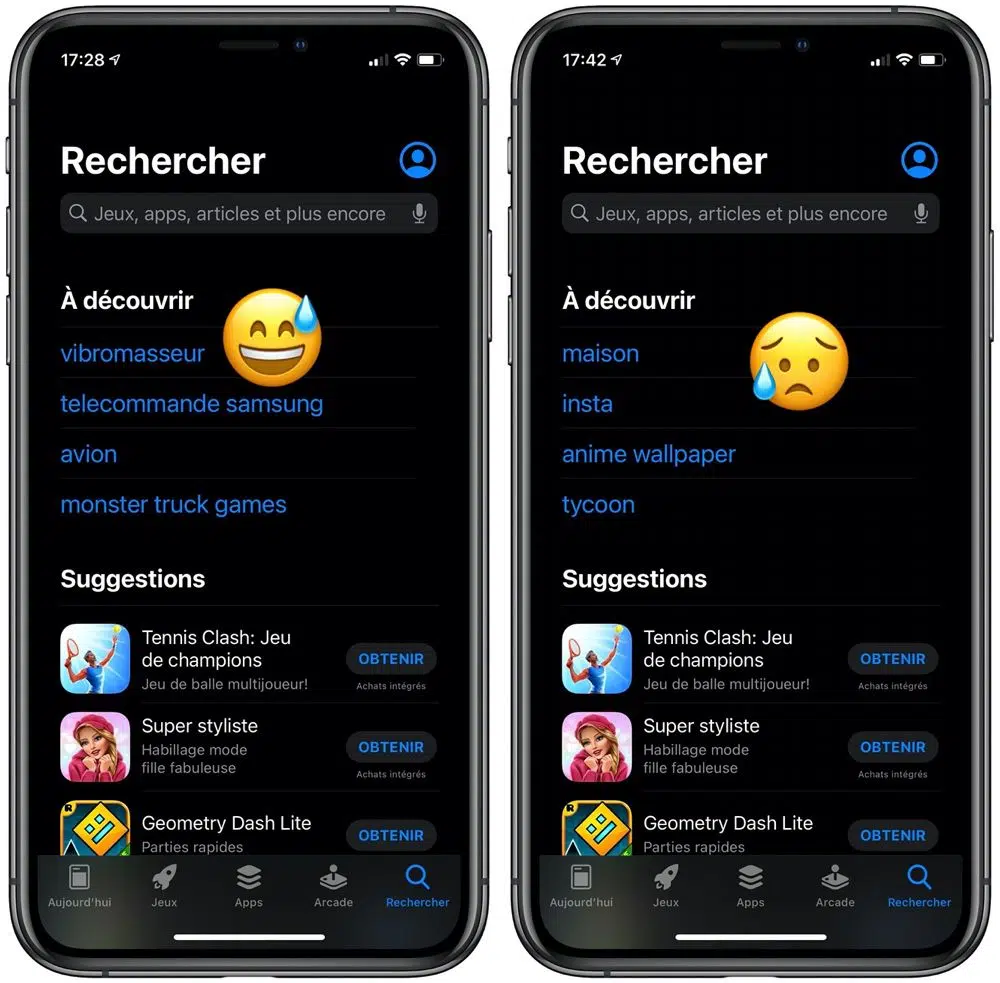 17:28
Rechercher
Jeux, apps, articles et plus encore
À découvrir
vibromasseur
telecommande samsung
avion
monster truck games
Suggestions
Tennis Clash: Jeu
de champions
Jeu de balle multijoueur!
OBTENIR
Achats intégrés
Super styliste
Habillage mode
fille fabuleuse
OBTENIR
Achats intégrés
R
Geometry Dash Lite
Parties rapides
OBTENIR
Aujourd'hui
Jeux
Apps
Arcade
Rechercher
17:42
Rechercher
Jeux, apps, articles et plus encore
À découvrir
maison
insta
anime wallpaper
tycoon
Suggestions
Tennis Clash: Jeu
de champions
Jeu de balle multijoueur!
OBTENIR
Achats intégrés
Super styliste
Habillage mode
fille fabuleuse
OBTENIR
Achats intégrés
R
Geometry Dash Lite
Parties rapides
OBTENIR
Aujourd'hui
Jeux
Apps
Arcade
Rechercher